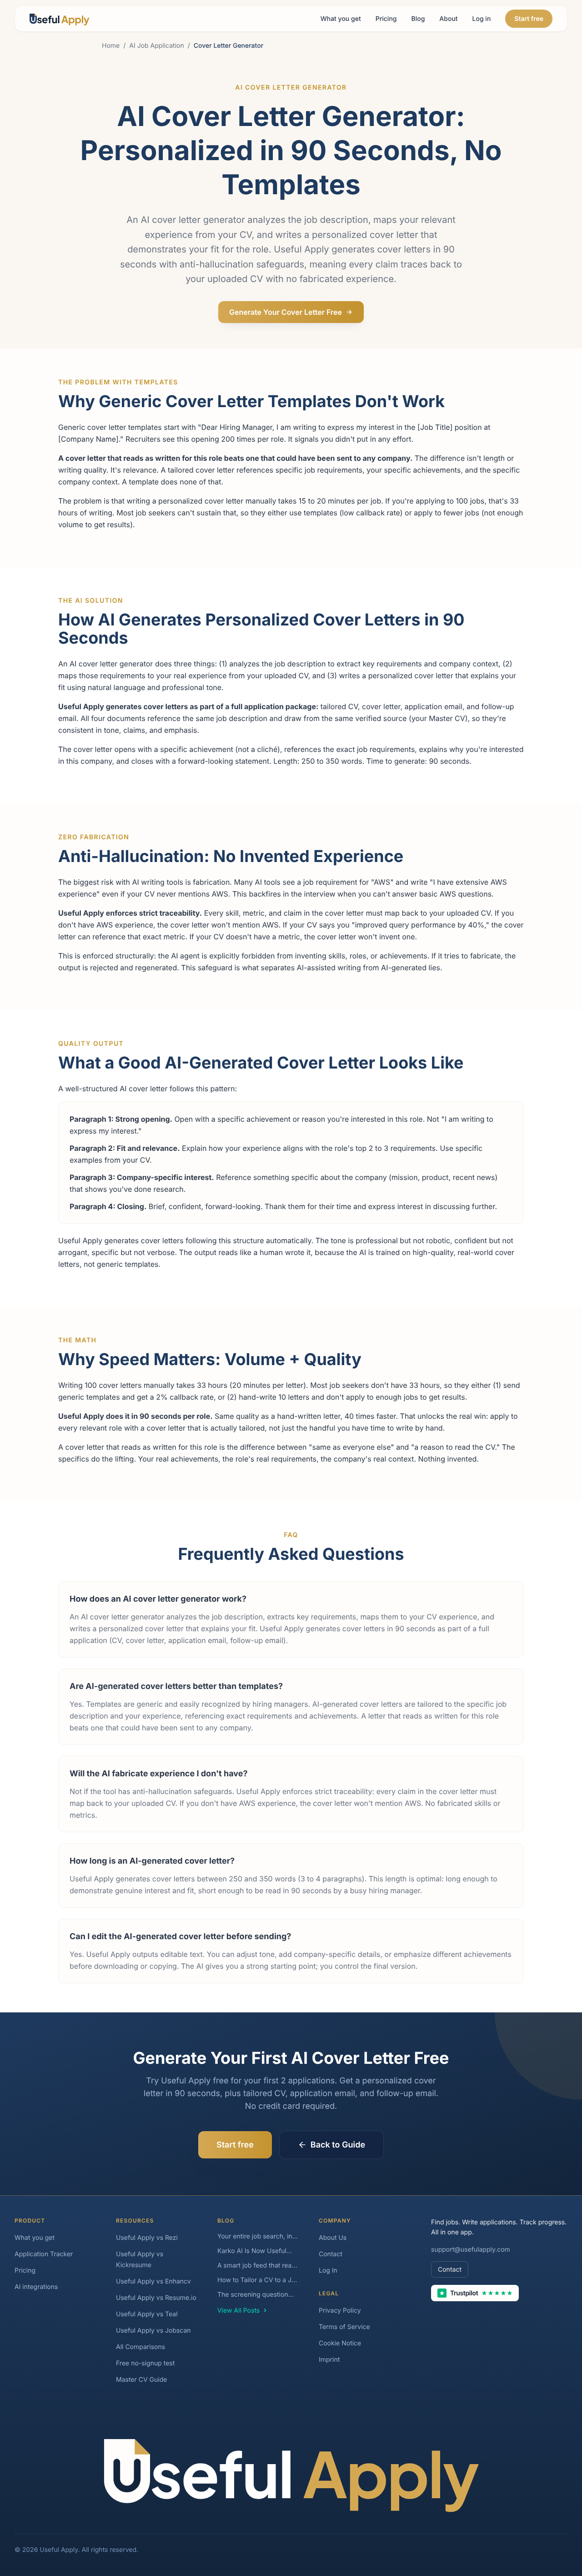 Useful Apply
What you get
Pricing
Blog
About
Log in
Start free
Home / AI Job Application / Cover Letter Generator
AI COVER LETTER GENERATOR
AI Cover Letter Generator:
Personalized in 90 Seconds, No
Templates
An AI cover letter generator analyzes the job description, maps your relevant
experience from your CV, and writes a personalized cover letter that
demonstrates your fit for the role. Useful Apply generates cover letters in 90
seconds with anti-hallucination safeguards, meaning every claim traces back to
your uploaded CV with no fabricated experience.
Generate Your Cover Letter Free →
THE PROBLEM WITH TEMPLATES
Why Generic Cover Letter Templates Don't Work
Generic cover letter templates start with "Dear Hiring Manager, I am writing to express my interest in the [Job Title] position at
[Company Name]." Recruiters see this opening 200 times per role. It signals you didn't put in any effort.
A cover letter that reads as written for this role beats one that could have been sent to any company. The difference isn't length or
writing quality. It's relevance. A tailored cover letter references specific job requirements, your specific achievements, and the specific
company context. A template does none of that.
The problem is that writing a personalized cover letter manually takes 15 to 20 minutes per job. If you're applying to 100 jobs, that's 33
hours of writing. Most job seekers can't sustain that, so they either use templates (low callback rate) or apply to fewer jobs (not enough
volume to get results).
THE AI SOLUTION
How AI Generates Personalized Cover Letters in 90
Seconds
An AI cover letter generator does three things: (1) analyzes the job description to extract key requirements and company context, (2)
maps those requirements to your real experience from your uploaded CV, and (3) writes a personalized cover letter that explains your
fit using natural language and professional tone.
Useful Apply generates cover letters as part of a full application package: tailored CV, cover letter, application email, and follow-up
email. All four documents reference the same job description and draw from the same verified source (your Master CV), so they're
consistent in tone, claims, and emphasis.
The cover letter opens with a specific achievement (not a cliché), references the exact job requirements, explains why you're interested
in this company, and closes with a forward-looking statement. Length: 250 to 350 words. Time to generate: 90 seconds.
ZERO FABRICATION
Anti-Hallucination: No Invented Experience
The biggest risk with AI writing tools is fabrication. Many AI tools see a job requirement for "AWS" and write "I have extensive AWS
experience" even if your CV never mentions AWS. This backfires in the interview when you can't answer basic AWS questions.
Useful Apply enforces strict traceability. Every skill, metric, and claim in the cover letter must map back to your uploaded CV. If you
don't have AWS experience, the cover letter won't mention AWS. If your CV says you "improved query performance by 40%," the cover
letter can reference that exact metric. If your CV doesn't have a metric, the cover letter won't invent one.
This is enforced structurally: the AI agent is explicitly forbidden from inventing skills, roles, or achievements. If it tries to fabricate, the
output is rejected and regenerated. This safeguard is what separates AI-assisted writing from AI-generated lies.
QUALITY OUTPUT
What a Good AI-Generated Cover Letter Looks Like
A well-structured AI cover letter follows this pattern:
Paragraph 1: Strong opening. Open with a specific achievement or reason you're interested in this role. Not "I am writing to
express my interest."
Paragraph 2: Fit and relevance. Explain how your experience aligns with the role's top 2 to 3 requirements. Use specific
examples from your CV.
Paragraph 3: Company-specific interest. Reference something specific about the company (mission, product, recent news)
that shows you've done research.
Paragraph 4: Closing. Brief, confident, forward-looking. Thank them for their time and express interest in discussing further.
Useful Apply generates cover letters following this structure automatically. The tone is professional but not robotic, confident but not
arrogant, specific but not verbose. The output reads like a human wrote it, because the AI is trained on high-quality, real-world cover
letters, not generic templates.
THE MATH
Why Speed Matters: Volume + Quality
Writing 100 cover letters manually takes 33 hours (20 minutes per letter). Most job seekers don't have 33 hours, so they either (1) send
generic templates and get a 2% callback rate, or (2) hand-write 10 letters and don't apply to enough jobs to get results.
Useful Apply does it in 90 seconds per role. Same quality as a hand-written letter, 40 times faster. That unlocks the real win: apply to
every relevant role with a cover letter that is actually tailored, not just the handful you have time to write by hand.
A cover letter that reads as written for this role is the difference between "same as everyone else" and "a reason to read the CV." The
specifics do the lifting. Your real achievements, the role's real requirements, the company's real context. Nothing invented.
FAQ
Frequently Asked Questions
How does an AI cover letter generator work?
An AI cover letter generator analyzes the job description, extracts key requirements, maps them to your CV experience, and
writes a personalized cover letter that explains your fit. Useful Apply generates cover letters in 90 seconds as part of a full
application (CV, cover letter, application email, follow-up email).
Are AI-generated cover letters better than templates?
Yes. Templates are generic and easily recognized by hiring managers. AI-generated cover letters are tailored to the specific job
description and your experience, referencing exact requirements and achievements. A letter that reads as written for this role
beats one that could have been sent to any company.
Will the AI fabricate experience I don't have?
Not if the tool has anti-hallucination safeguards. Useful Apply enforces strict traceability: every claim in the cover letter must
map back to your uploaded CV. If you don't have AWS experience, the cover letter won't mention AWS. No fabricated skills or
metrics.
How long is an AI-generated cover letter?
Useful Apply generates cover letters between 250 and 350 words (3 to 4 paragraphs). This length is optimal: long enough to
demonstrate genuine interest and fit, short enough to be read in 90 seconds by a busy hiring manager.
Can I edit the AI-generated cover letter before sending?
Yes. Useful Apply outputs editable text. You can adjust tone, add company-specific details, or emphasize different achievements
before downloading or copying. The AI gives you a strong starting point; you control the final version.
Generate Your First AI Cover Letter Free
Try Useful Apply free for your first 2 applications. Get a personalized cover
letter in 90 seconds, plus tailored CV, application email, and follow-up email.
No credit card required.
Start free
← Back to Guide
PRODUCT
What you get
Application Tracker
Pricing
AI integrations
RESOURCES
Useful Apply vs Rezi
Useful Apply vs
Kickresume
Useful Apply vs Enhancv
Useful Apply vs Resume.io
Useful Apply vs Teal
Useful Apply vs Jobscan
All Comparisons
Free no-signup test
Master CV Guide
BLOG
Your entire job search, in...
Karko AI Is Now Useful...
A smart job feed that rea...
How to Tailor a CV to a J...
The screening question...
View All Posts ›
COMPANY
About Us
Contact
Log In
LEGAL
Privacy Policy
Terms of Service
Cookie Notice
Imprint
Find jobs. Write applications. Track progress.
All in one app.
support@usefulapply.com
Contact
Trustpilot
Useful Apply
© 2026 Useful Apply. All rights reserved.